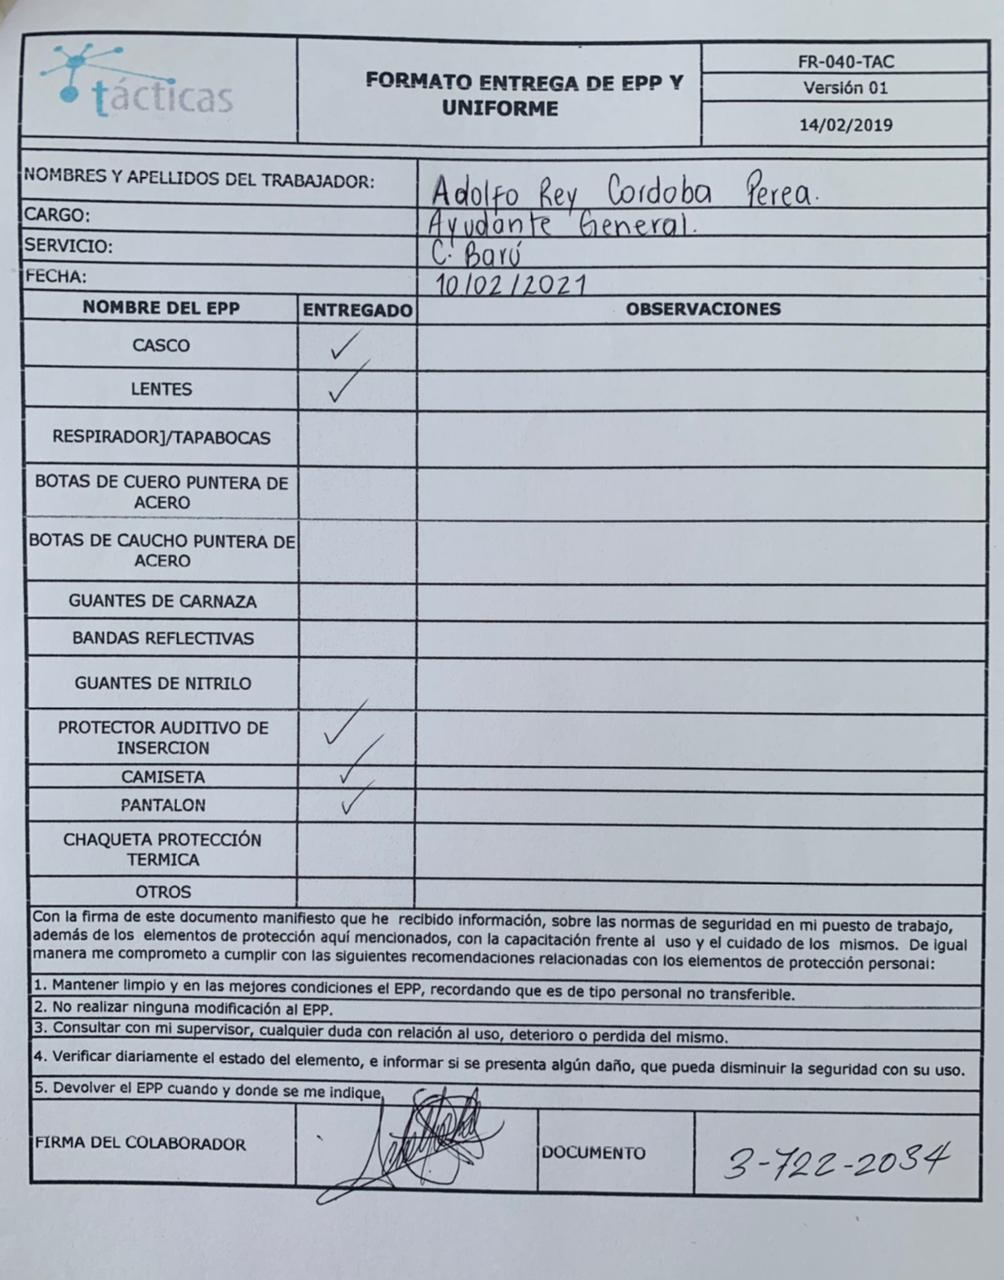 tácticas
FORMATO ENTREGA DE EPP Y
UNIFORME
FR-040-TAC
Versión 01
14/02/2019
NOMBRES Y APELLIDOS DEL TRABAJADOR: Adolfo Rey Cordoba Perea.
CARGO: Ayudante General.
SERVICIO: C. Barú
FECHA: 10/02/2021
NOMBRE DEL EPP ENTREGADO OBSERVACIONES
CASCO ✓
LENTES ✓
RESPIRADOR]/TAPABOCAS
BOTAS DE CUERO PUNTERA DE
ACERO
BOTAS DE CAUCHO PUNTERA DE
ACERO
GUANTES DE CARNAZA
BANDAS REFLECTIVAS
GUANTES DE NITRILO
PROTECTOR AUDITIVO DE
INSERCION ✓
CAMISETA ✓
PANTALON ✓
CHAQUETA PROTECCIÓN
TERMICA
OTROS
Con la firma de este documento manifiesto que he recibido información, sobre las normas de seguridad en mi puesto de trabajo,
además de los elementos de protección aquí mencionados, con la capacitación frente al uso y el cuidado de los mismos. De igual
manera me comprometo a cumplir con las siguientes recomendaciones relacionadas con los elementos de protección personal:
1. Mantener limpio y en las mejores condiciones el EPP, recordando que es de tipo personal no transferible.
2. No realizar ninguna modificación al EPP.
3. Consultar con mi supervisor, cualquier duda con relación al uso, deterioro o perdida del mismo.
4. Verificar diariamente el estado del elemento, e informar si se presenta algún daño, que pueda disminuir la seguridad con su uso.
5. Devolver el EPP cuando y donde se me indique.
FIRMA DEL COLABORADOR DOCUMENTO 3-722-2034